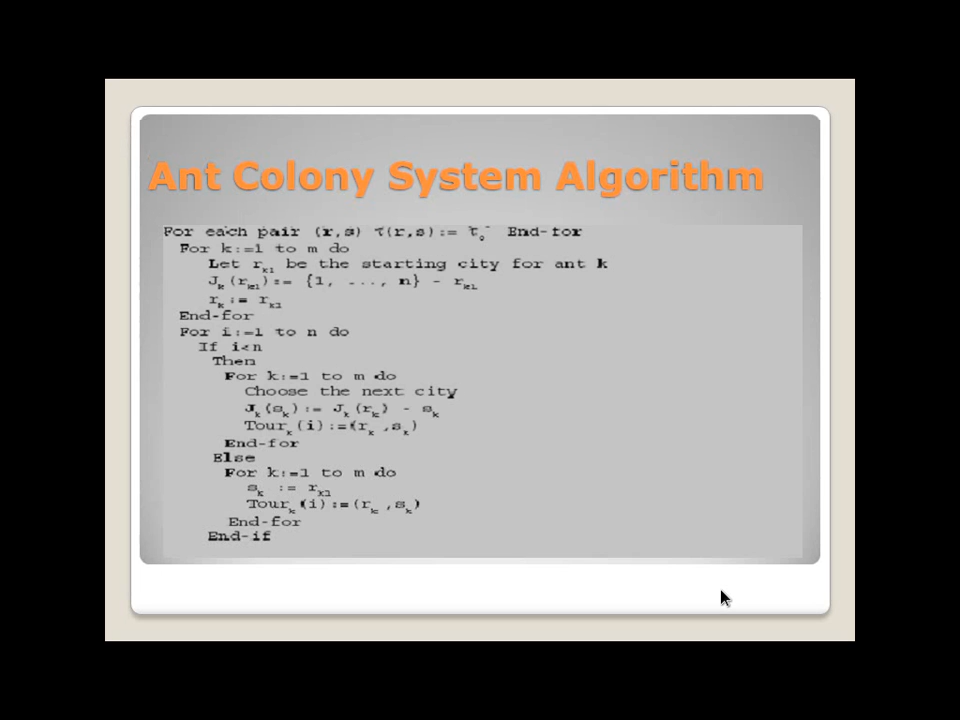 Ant Colony System Algorithm
For each pair (r,s) τ(r,s):= τ₀ End-for
For k:=1 to m do
Let rₖ₁ be the starting city for ant k
Jₖ(rₖ₁):= {1, ..., n} - rₖ₁
rₖ:= rₖ₁
End-for
For i:=1 to n do
If i<n
Then
For k:=1 to m do
Choose the next city
Jₖ(sₖ):= Jₖ(rₖ) - sₖ
Tourₖ(i):=(rₖ,sₖ)
End-for
Else
For k:=1 to m do
sₖ := rₖ₁
Tourₖ(i):=(rₖ,sₖ)
End-for
End-if